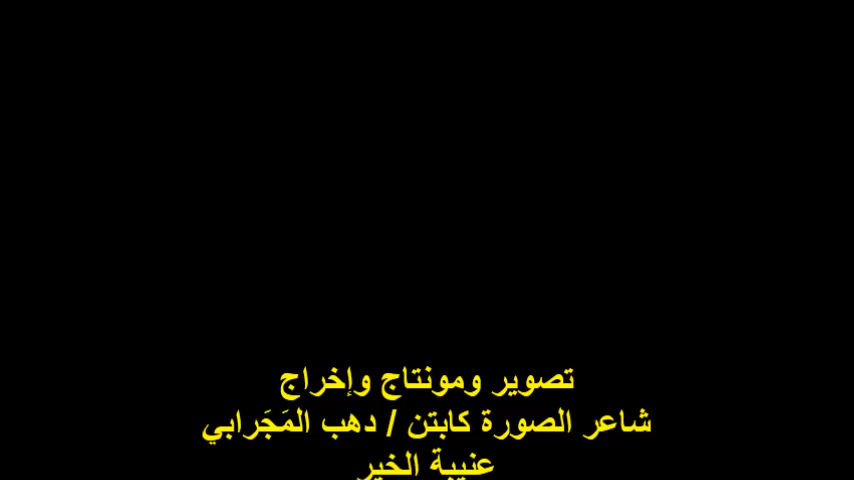 تصوير ومونتاج وإخراج
شاعر الصورة كابتن / دهب المَجَرابي
عنيبة الخير